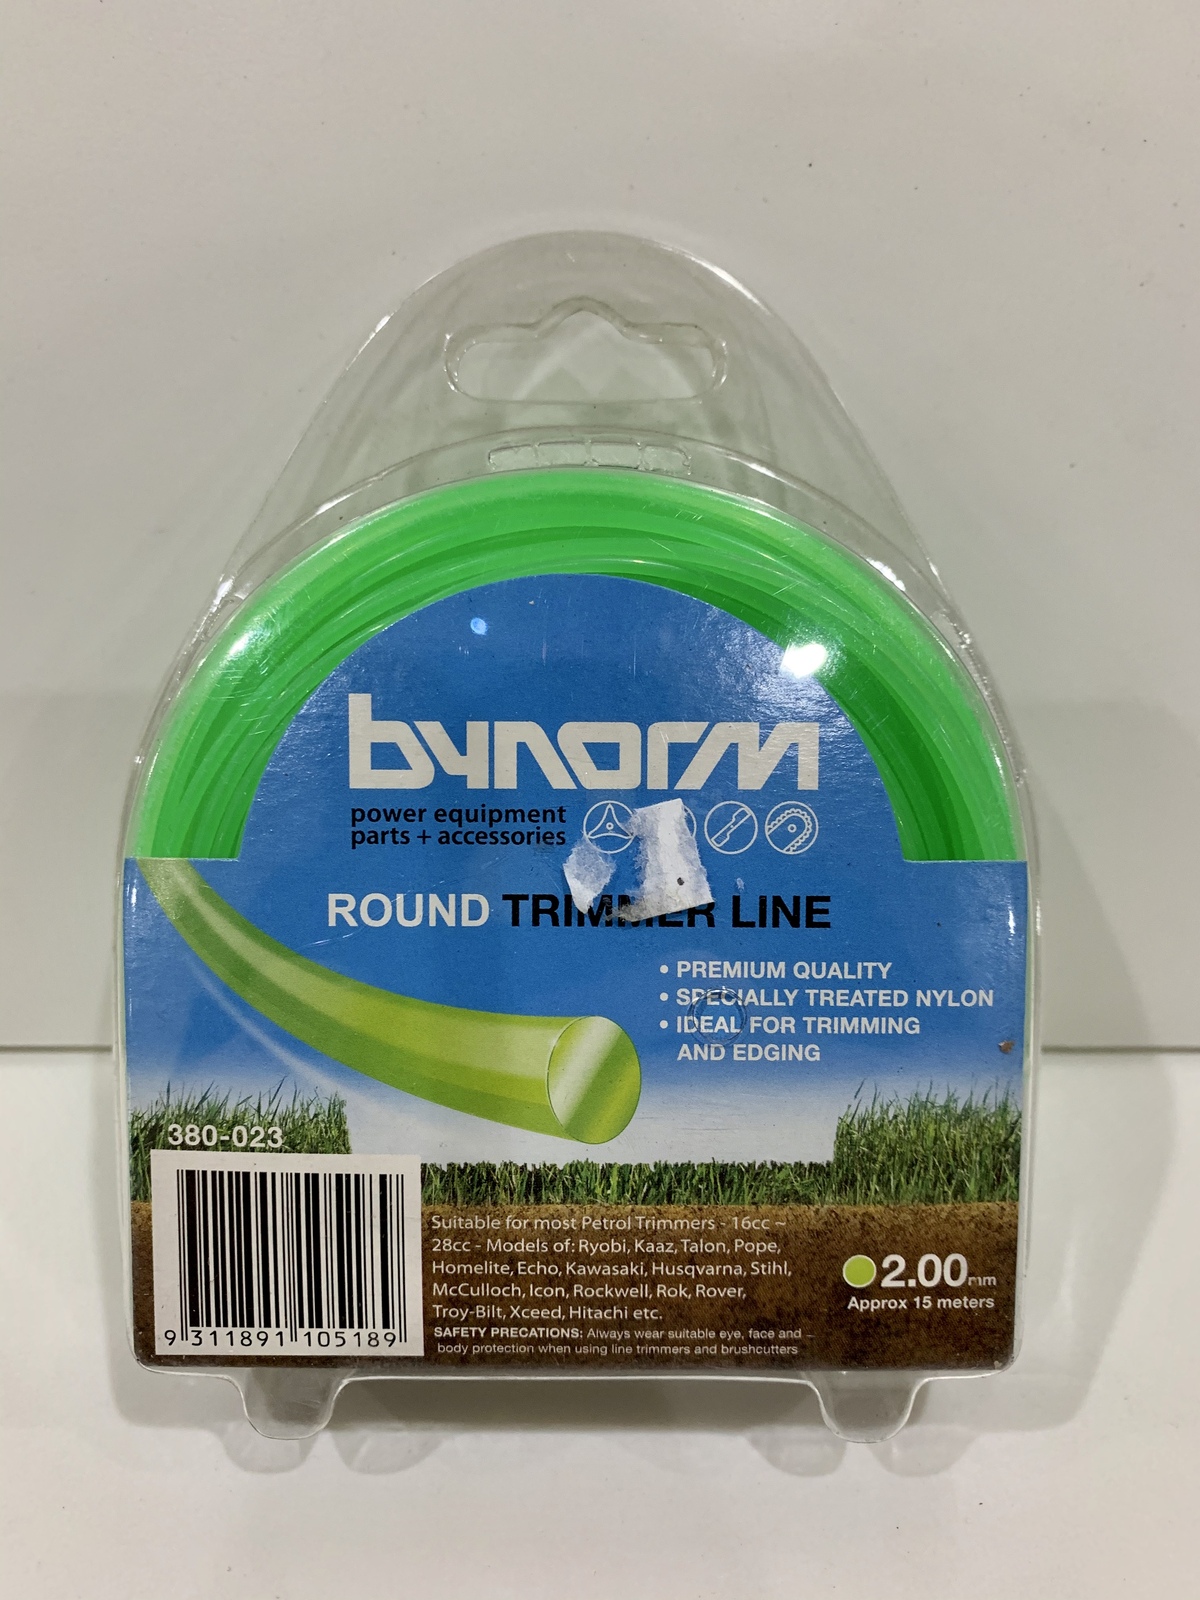 bynorm
power equipment
parts + accessories
ROUND TRIMMER LINE
• PREMIUM QUALITY
• SPECIALLY TREATED NYLON
• IDEAL FOR TRIMMING
AND EDGING
380-023
9 311891 105189
Suitable for most Petrol Trimmers - 16cc ~
28cc - Models of: Ryobi, Kaaz, Talon, Pope,
Homelite, Echo, Kawasaki, Husqvarna, Stihl,
McCulloch, Icon, Rockwell, Rok, Rover,
Troy-Bilt, Xceed, Hitachi etc.
SAFETY PRECATIONS: Always wear suitable eye, face and
body protection when using line trimmers and brushcutters
2.00mm
Approx 15 meters